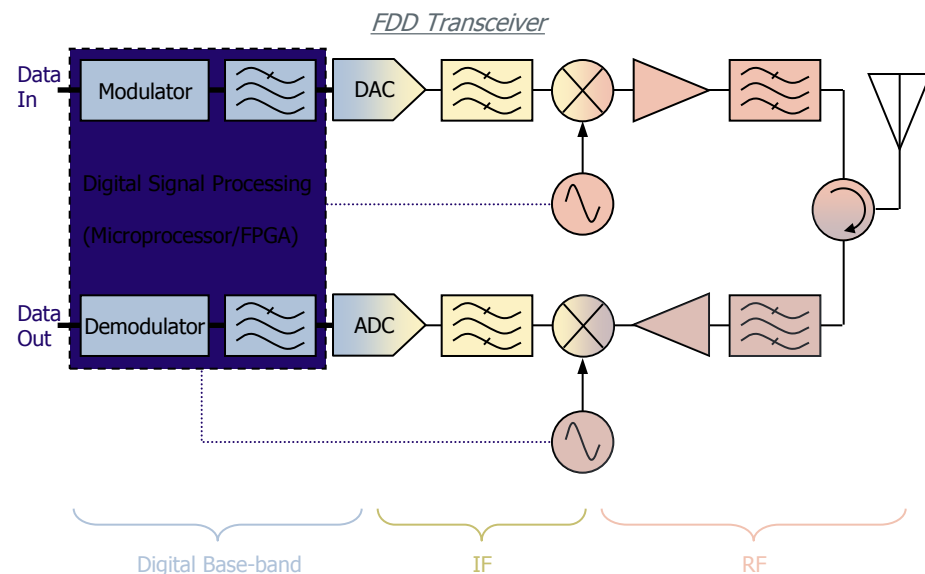 FDD Transceiver
Data
In
Modulator
DAC
Digital Signal Processing
(Microprocessor/FPGA)
Data
Out
Demodulator
ADC
Digital Base-band
IF
RF